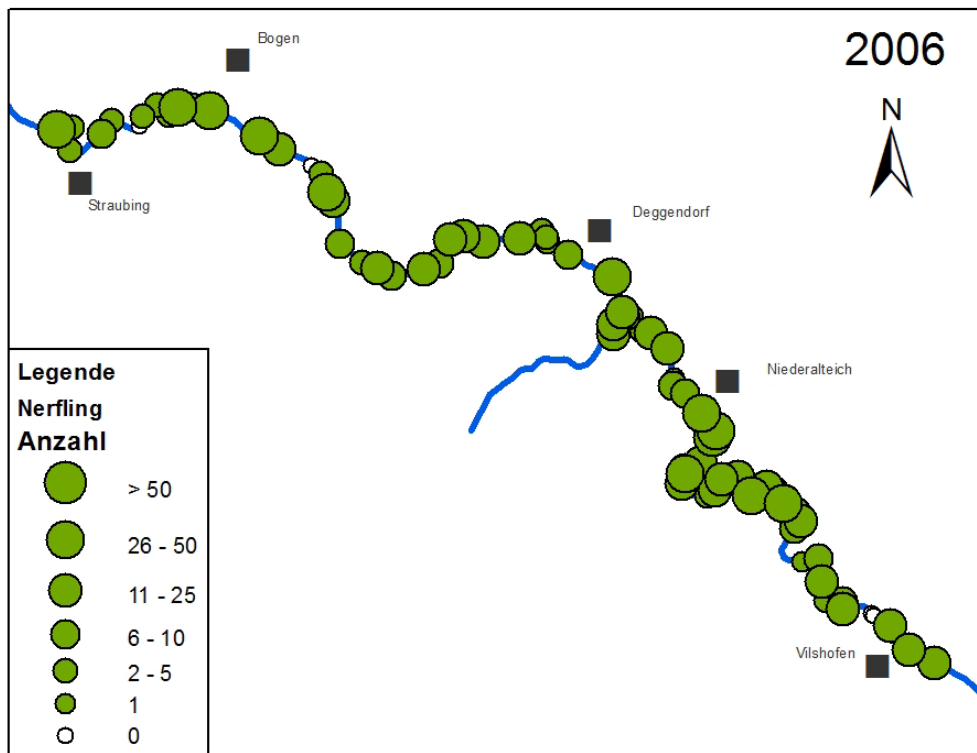 Bogen
2006
N
Straubing
Deggendorf
Niederalteich
Vilshofen
Legende
Nerfling
Anzahl
> 50
26 - 50
11 - 25
6 - 10
2 - 5
1
0